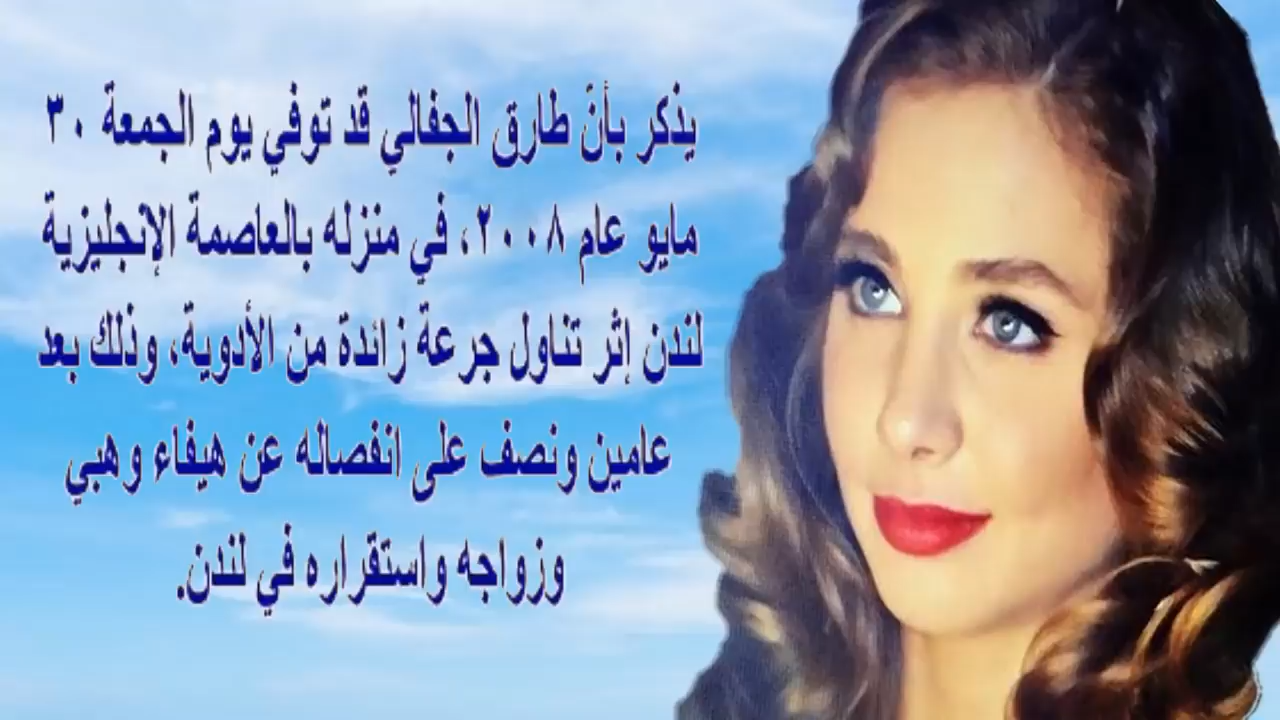 يذكر بأنّ طارق الجفالي قد توفي يوم الجمعة ٣٠
مايو عام ٢٠٠٨، في منزله بالعاصمة الإنجليزية
لندن إثر تناول جرعة زائدة من الأدوية، وذلك بعد
عامين ونصف على انفصاله عن هيفاء وهبي
وزواجه واستقراره في لندن.